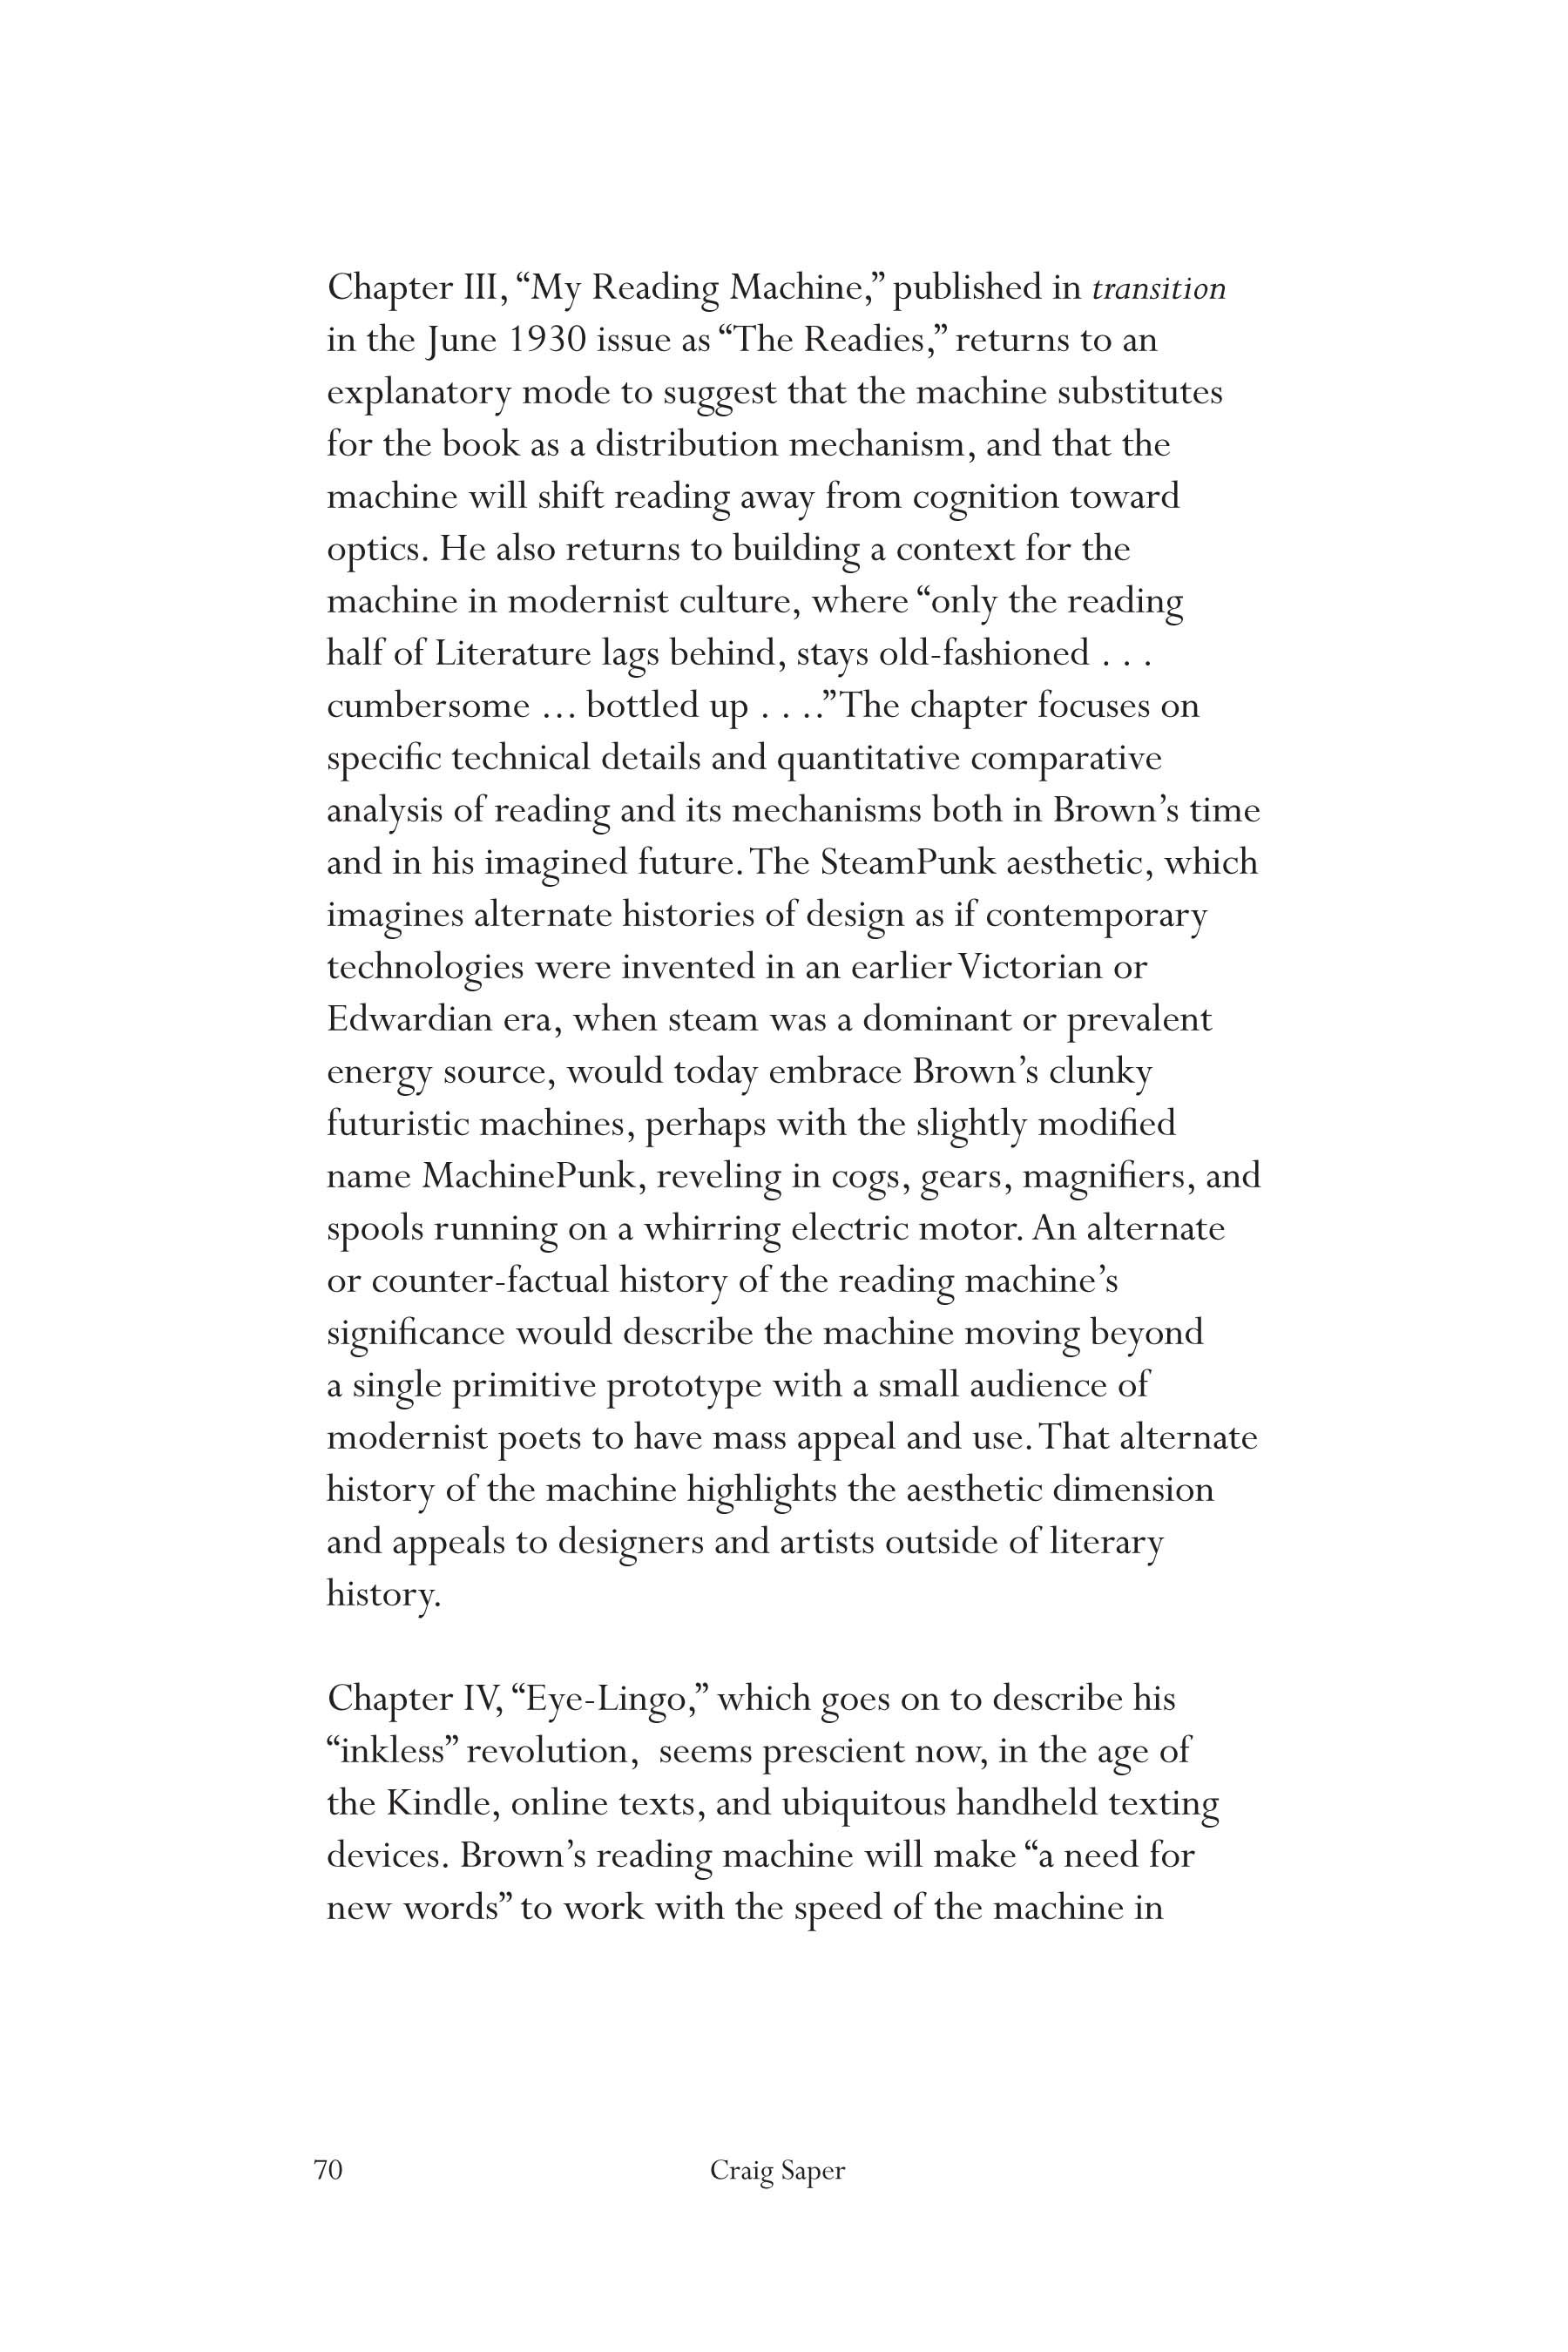 Chapter III, “My Reading Machine,” published in transition
in the June 1930 issue as “The Readies,” returns to an
explanatory mode to suggest that the machine substitutes
for the book as a distribution mechanism, and that the
machine will shift reading away from cognition toward
optics. He also returns to building a context for the
machine in modernist culture, where “only the reading
half of Literature lags behind, stays old-fashioned . . .
cumbersome … bottled up . . ..” The chapter focuses on
specific technical details and quantitative comparative
analysis of reading and its mechanisms both in Brown’s time
and in his imagined future. The SteamPunk aesthetic, which
imagines alternate histories of design as if contemporary
technologies were invented in an earlier Victorian or
Edwardian era, when steam was a dominant or prevalent
energy source, would today embrace Brown’s clunky
futuristic machines, perhaps with the slightly modified
name MachinePunk, reveling in cogs, gears, magnifiers, and
spools running on a whirring electric motor. An alternate
or counter-factual history of the reading machine’s
significance would describe the machine moving beyond
a single primitive prototype with a small audience of
modernist poets to have mass appeal and use. That alternate
history of the machine highlights the aesthetic dimension
and appeals to designers and artists outside of literary
history.
Chapter IV, “Eye-Lingo,” which goes on to describe his
“inkless” revolution,  seems prescient now, in the age of
the Kindle, online texts, and ubiquitous handheld texting
devices. Brown’s reading machine will make “a need for
new words” to work with the speed of the machine in
70 Craig Saper